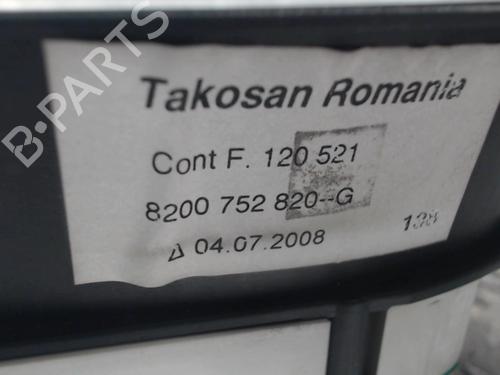 B-PARTS
Takosan Romania
Cont F. 120 521
8200 752 820--G
04.07.2008